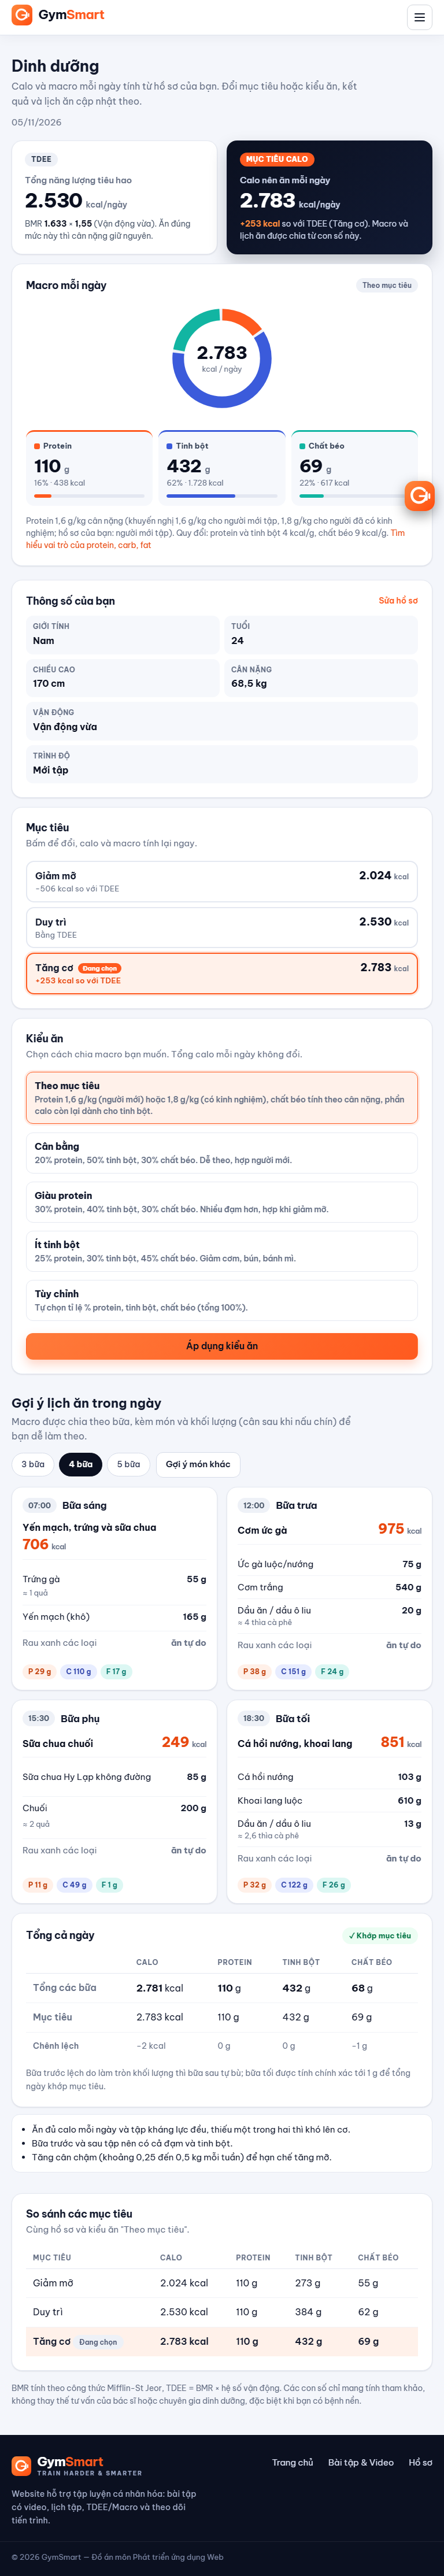 GymSmart
Dinh dưỡng
Calo và macro mỗi ngày tính từ hồ sơ của bạn. Đổi mục tiêu hoặc kiểu ăn, kết
quả và lịch ăn cập nhật theo.
05/11/2026
TDEE
Tổng năng lượng tiêu hao
2.530 kcal/ngày
BMR 1.633 × 1,55 (Vận động vừa). Ăn đúng
mức này thì cân nặng giữ nguyên.
MỤC TIÊU CALO
Calo nên ăn mỗi ngày
2.783 kcal/ngày
+253 kcal so với TDEE (Tăng cơ). Macro và
lịch ăn được chia từ con số này.
Macro mỗi ngày
Theo mục tiêu
2.783
kcal / ngày
Protein
110 g
16% · 438 kcal
Tinh bột
432 g
62% · 1.728 kcal
Chất béo
69 g
22% · 617 kcal
Protein 1,6 g/kg cân nặng (khuyến nghị 1,6 g/kg cho người mới tập, 1,8 g/kg cho người đã có kinh
nghiệm; hồ sơ của bạn: người mới tập). Quy đổi: protein và tinh bột 4 kcal/g, chất béo 9 kcal/g. Tìm
hiểu vai trò của protein, carb, fat
Thông số của bạn
Sửa hồ sơ
GIỚI TÍNH
Nam
TUỔI
24
CHIỀU CAO
170 cm
CÂN NẶNG
68,5 kg
VẬN ĐỘNG
Vận động vừa
TRÌNH ĐỘ
Mới tập
Mục tiêu
Bấm để đổi, calo và macro tính lại ngay.
Giảm mỡ
2.024 kcal
-506 kcal so với TDEE
Duy trì
2.530 kcal
Bằng TDEE
Tăng cơ Đang chọn
2.783 kcal
+253 kcal so với TDEE
Kiểu ăn
Chọn cách chia macro bạn muốn. Tổng calo mỗi ngày không đổi.
Theo mục tiêu
Protein 1,6 g/kg (người mới) hoặc 1,8 g/kg (có kinh nghiệm), chất béo tính theo cân nặng, phần
calo còn lại dành cho tinh bột.
Cân bằng
20% protein, 50% tinh bột, 30% chất béo. Dễ theo, hợp người mới.
Giàu protein
30% protein, 40% tinh bột, 30% chất béo. Nhiều đạm hơn, hợp khi giảm mỡ.
Ít tinh bột
25% protein, 30% tinh bột, 45% chất béo. Giảm cơm, bún, bánh mì.
Tùy chỉnh
Tự chọn tỉ lệ % protein, tinh bột, chất béo (tổng 100%).
Áp dụng kiểu ăn
Gợi ý lịch ăn trong ngày
Macro được chia theo bữa, kèm món và khối lượng (cân sau khi nấu chín) để
bạn dễ làm theo.
3 bữa
4 bữa
5 bữa
Gợi ý món khác
07:00 Bữa sáng
Yến mạch, trứng và sữa chua
706 kcal
Trứng gà 55 g
≈ 1 quả
Yến mạch (khô) 165 g
Rau xanh các loại ăn tự do
P 29 g C 110 g F 17 g
12:00 Bữa trưa
Cơm ức gà 975 kcal
Ức gà luộc/nướng 75 g
Cơm trắng 540 g
Dầu ăn / dầu ô liu 20 g
≈ 4 thìa cà phê
Rau xanh các loại ăn tự do
P 38 g C 151 g F 24 g
15:30 Bữa phụ
Sữa chua chuối 249 kcal
Sữa chua Hy Lạp không đường 85 g
Chuối 200 g
≈ 2 quả
Rau xanh các loại ăn tự do
P 11 g C 49 g F 1 g
18:30 Bữa tối
Cá hồi nướng, khoai lang 851 kcal
Cá hồi nướng 103 g
Khoai lang luộc 610 g
Dầu ăn / dầu ô liu 13 g
≈ 2,6 thìa cà phê
Rau xanh các loại ăn tự do
P 32 g C 122 g F 26 g
Tổng cả ngày
✓ Khớp mục tiêu
CALO PROTEIN TINH BỘT CHẤT BÉO
Tổng các bữa 2.781 kcal 110 g 432 g 68 g
Mục tiêu 2.783 kcal 110 g 432 g 69 g
Chênh lệch -2 kcal 0 g 0 g -1 g
Bữa trước lệch do làm tròn khối lượng thì bữa sau tự bù; bữa tối được tính chính xác tới 1 g để tổng
ngày khớp mục tiêu.
• Ăn đủ calo mỗi ngày và tập kháng lực đều, thiếu một trong hai thì khó lên cơ.
• Bữa trước và sau tập nên có cả đạm và tinh bột.
• Tăng cân chậm (khoảng 0,25 đến 0,5 kg mỗi tuần) để hạn chế tăng mỡ.
So sánh các mục tiêu
Cùng hồ sơ và kiểu ăn "Theo mục tiêu".
MỤC TIÊU CALO PROTEIN TINH BỘT CHẤT BÉO
Giảm mỡ 2.024 kcal 110 g 273 g 55 g
Duy trì 2.530 kcal 110 g 384 g 62 g
Tăng cơ Đang chọn 2.783 kcal 110 g 432 g 69 g
BMR tính theo công thức Mifflin-St Jeor, TDEE = BMR × hệ số vận động. Các con số chỉ mang tính tham khảo,
không thay thế tư vấn của bác sĩ hoặc chuyên gia dinh dưỡng, đặc biệt khi bạn có bệnh nền.
GymSmart
TRAIN HARDER & SMARTER
Trang chủ Bài tập & Video Hồ sơ
Website hỗ trợ tập luyện cá nhân hóa: bài tập
có video, lịch tập, TDEE/Macro và theo dõi
tiến trình.
© 2026 GymSmart — Đồ án môn Phát triển ứng dụng Web